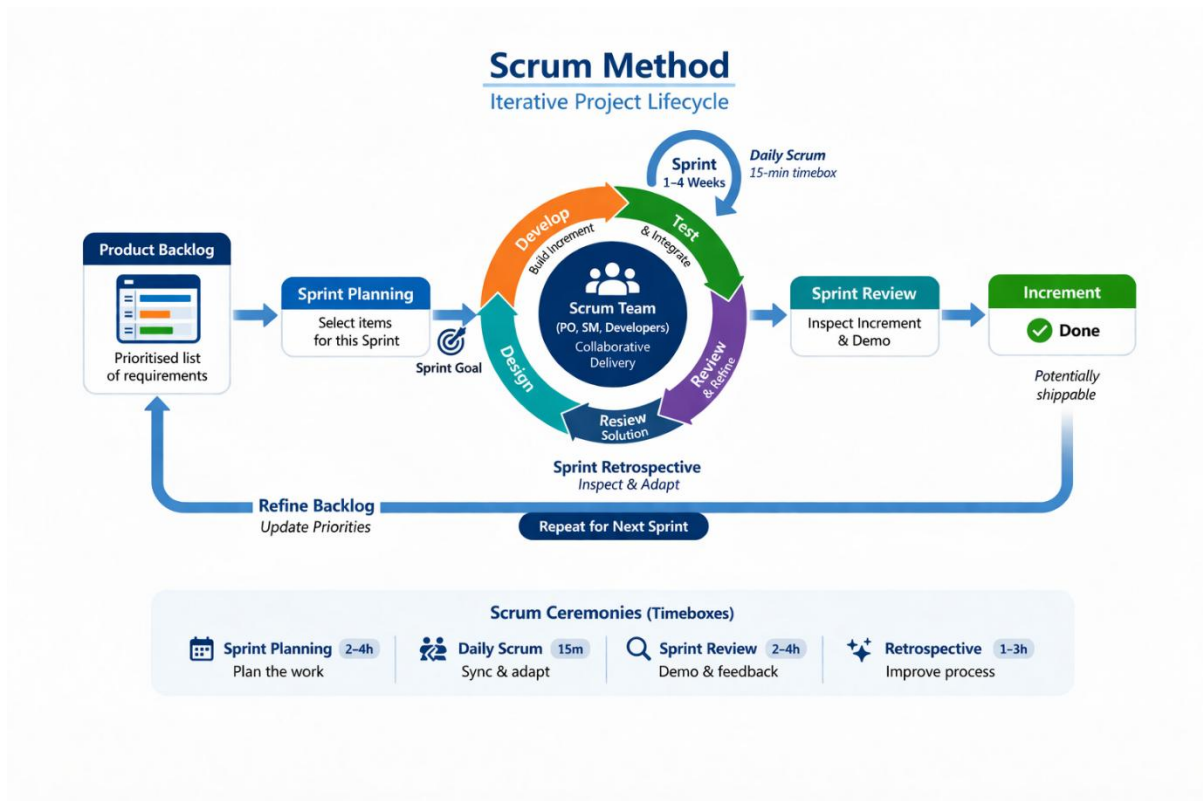 Scrum Method
Iterative Project Lifecycle
Sprint
1–4 Weeks
Daily Scrum
15-min timebox
Product Backlog
Prioritised list
of requirements
Sprint Planning
Select items
for this Sprint
Sprint Goal
Develop
Build Increment
Test
& Integrate
Review
& Refine
Resiew
Solution
Design
Scrum Team
(PO, SM, Developers)
Collaborative
Delivery
Sprint Review
Inspect Increment
& Demo
Increment
Done
Potentially
shippable
Sprint Retrospective
Inspect & Adapt
Refine Backlog
Update Priorities
Repeat for Next Sprint
Scrum Ceremonies (Timeboxes)
Sprint Planning 2–4h
Plan the work
Daily Scrum 15m
Sync & adapt
Sprint Review 2–4h
Demo & feedback
Retrospective 1–3h
Improve process